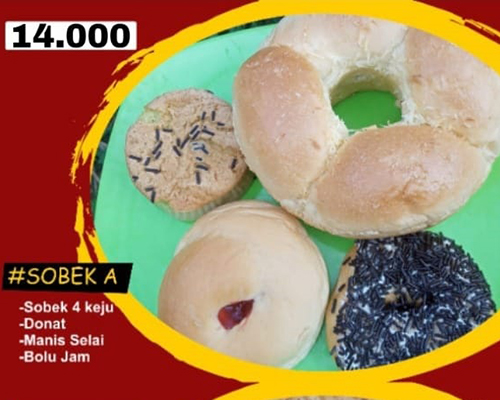 14.000
#SOBEK A
-Sobek 4 keju
-Donat
-Manis Selai
-Bolu Jam